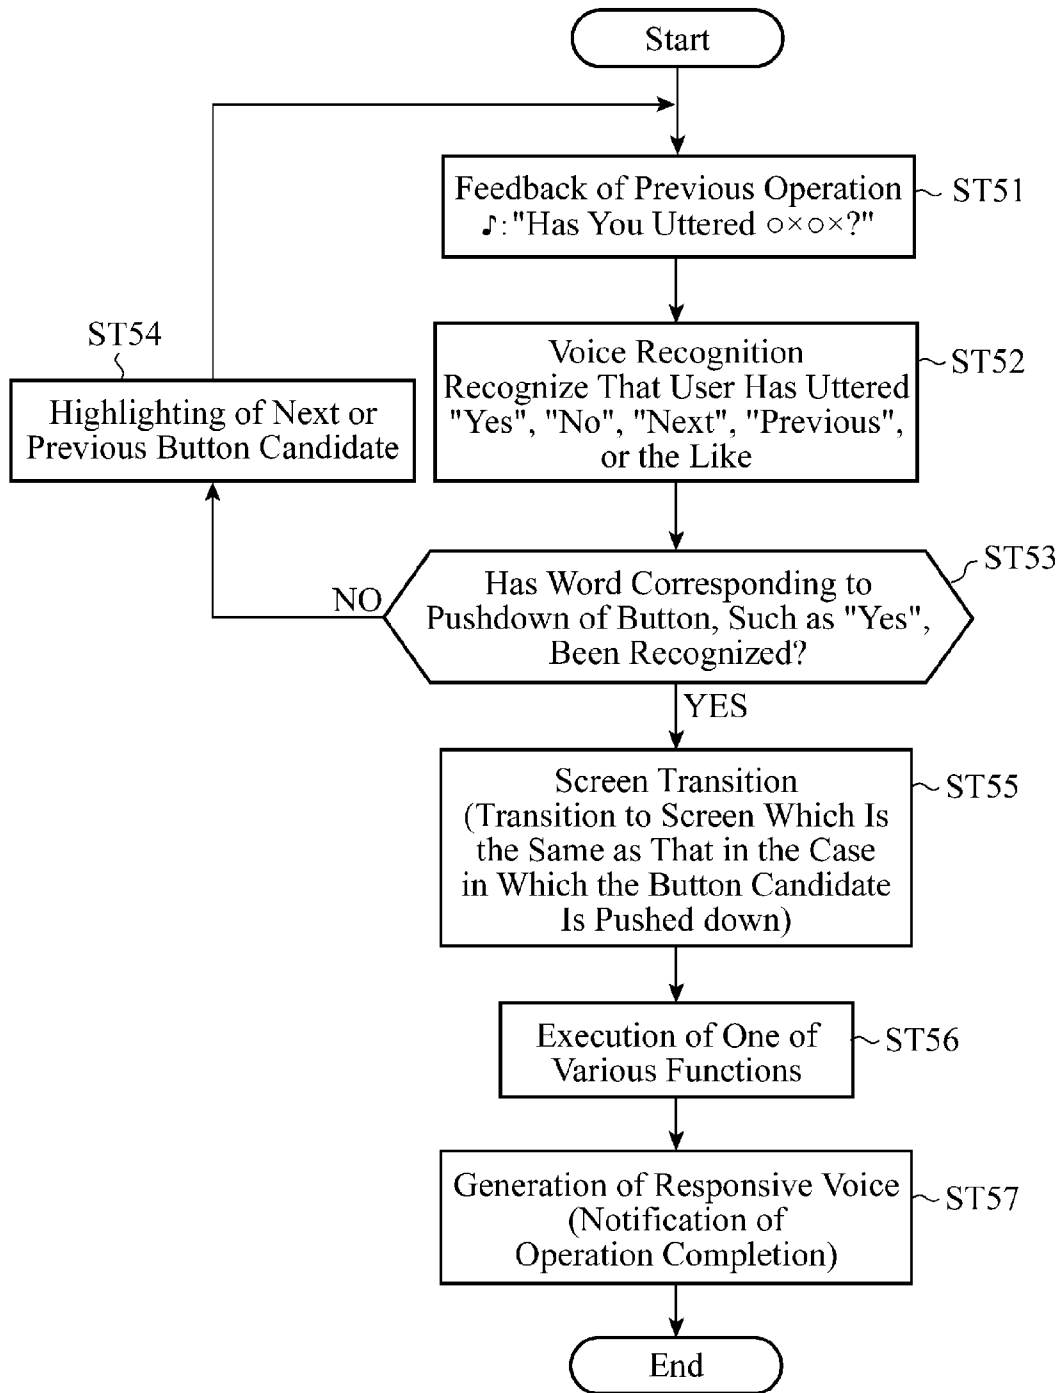 Start
Feedback of Previous Operation
♪:"Has You Uttered ○×○×?"
ST51
ST54
Highlighting of Next or
Previous Button Candidate
Voice Recognition
Recognize That User Has Uttered
"Yes", "No", "Next", "Previous",
or the Like
ST52
ST53
Has Word Corresponding to
Pushdown of Button, Such as "Yes",
Been Recognized?
NO
YES
Screen Transition
(Transition to Screen Which Is
the Same as That in the Case
in Which the Button Candidate
Is Pushed down)
ST55
Execution of One of
Various Functions
ST56
Generation of Responsive Voice
(Notification of
Operation Completion)
ST57
End